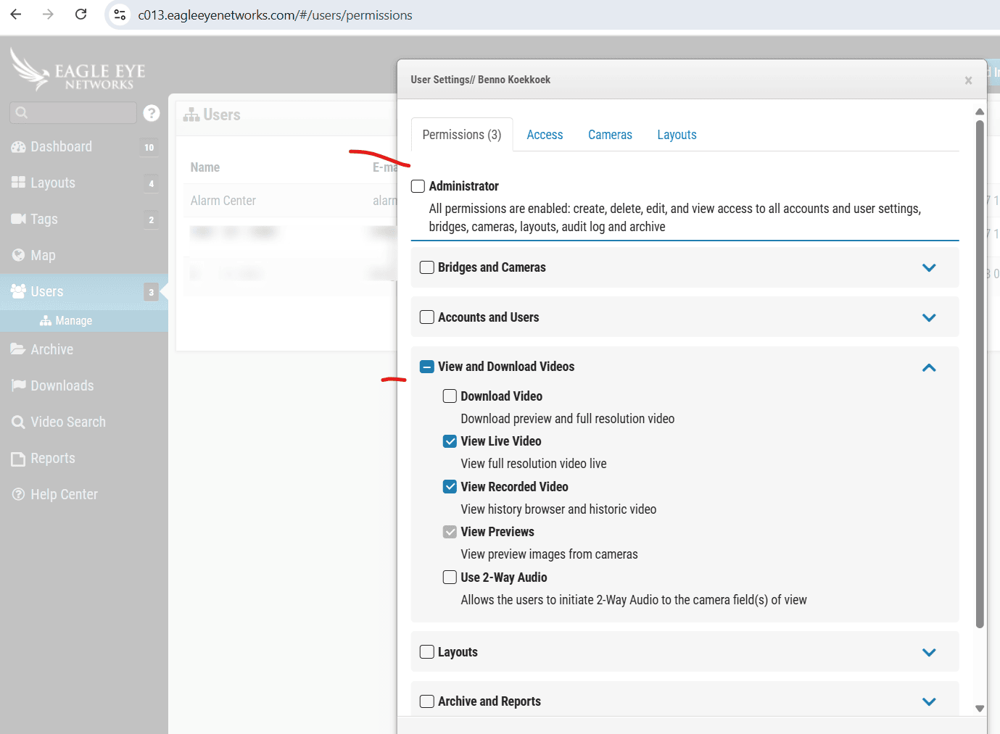 c013.eagleeyenetworks.com/#/users/permissions
EAGLE EYE
NETWORKS
Dashboard 10
Layouts 4
Tags 2
Map
Users 3
Manage
Archive
Downloads
Video Search
Reports
Help Center
Users
Name E-ma
Alarm Center alarm
User Settings// Benno Koekkoek
Permissions (3) Access Cameras Layouts
Administrator
All permissions are enabled: create, delete, edit, and view access to all accounts and user settings,
bridges, cameras, layouts, audit log and archive
Bridges and Cameras
Accounts and Users
View and Download Videos
Download Video
Download preview and full resolution video
View Live Video
View full resolution video live
View Recorded Video
View history browser and historic video
View Previews
View preview images from cameras
Use 2-Way Audio
Allows the users to initiate 2-Way Audio to the camera field(s) of view
Layouts
Archive and Reports